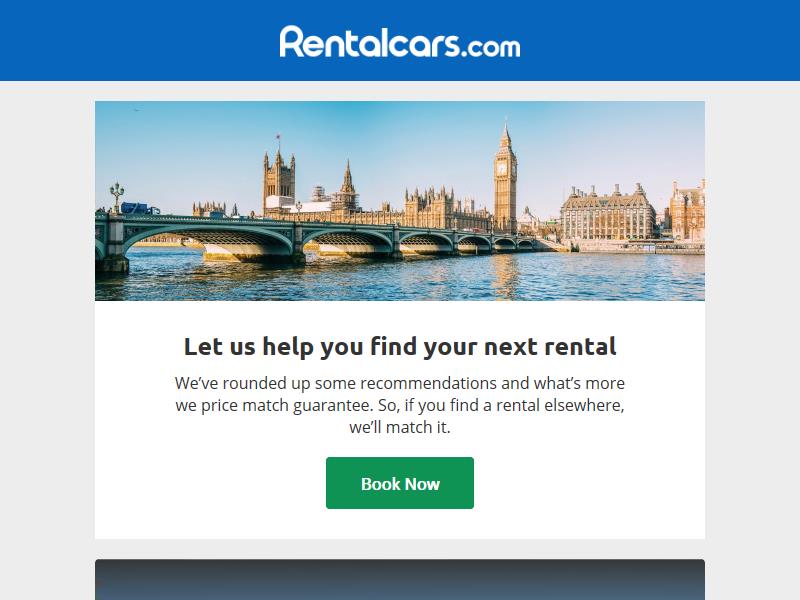 Rentalcars.com
Let us help you find your next rental
We’ve rounded up some recommendations and what’s more
we price match guarantee. So, if you find a rental elsewhere,
we’ll match it.
Book Now